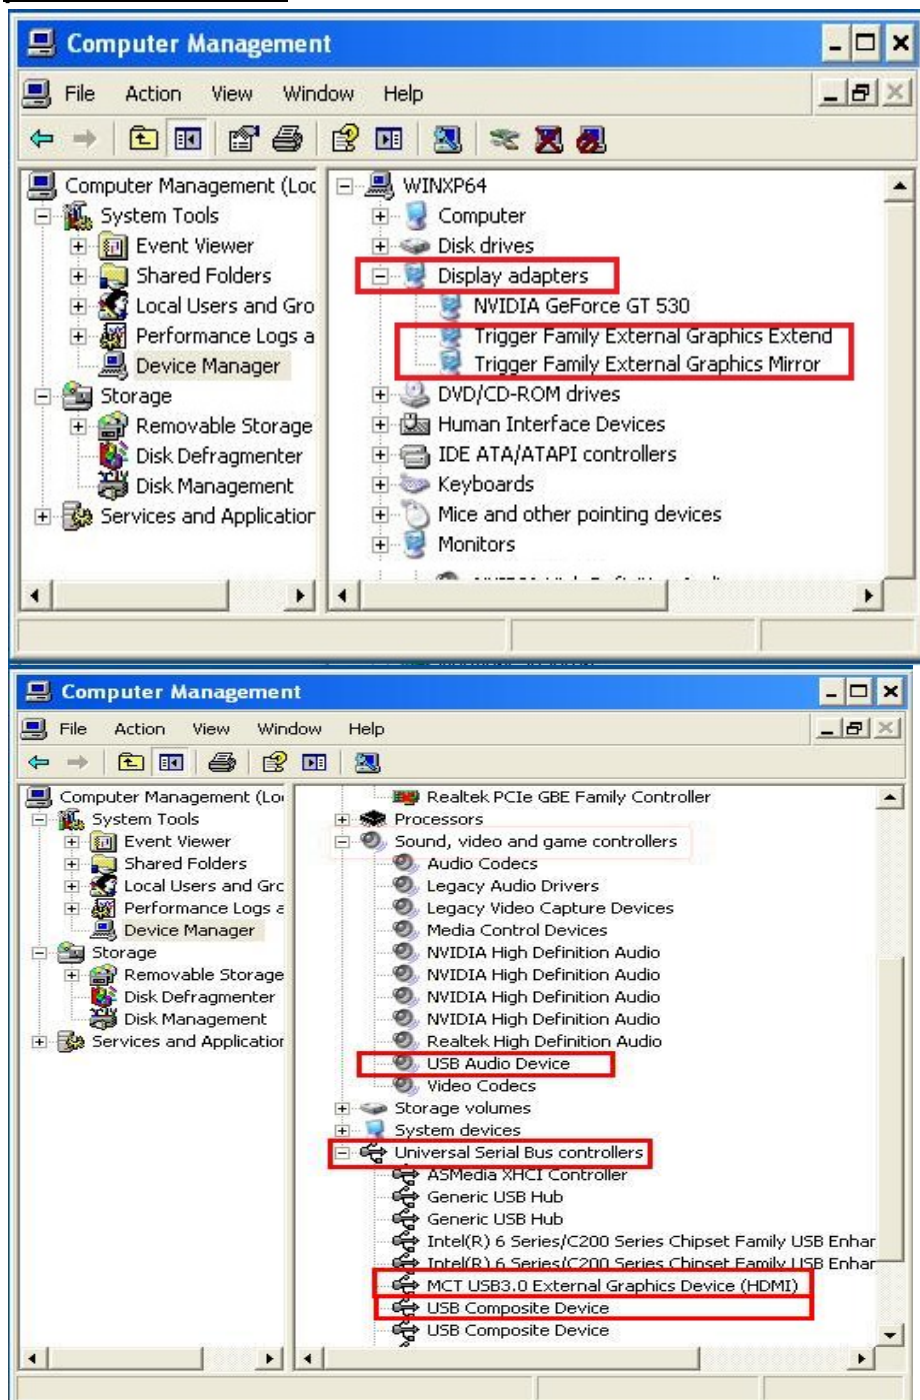 Computer Management
File Action View Window Help
Computer Management (Loc
System Tools
Event Viewer
Shared Folders
Local Users and Gro
Performance Logs a
Device Manager
Storage
Removable Storage
Disk Defragmenter
Disk Management
Services and Application
WINXP64
Computer
Disk drives
Display adapters
NVIDIA GeForce GT 530
Trigger Family External Graphics Extend
Trigger Family External Graphics Mirror
DVD/CD-ROM drives
Human Interface Devices
IDE ATA/ATAPI controllers
Keyboards
Mice and other pointing devices
Monitors
Computer Management
File Action View Window Help
Computer Management (Loc
System Tools
Event Viewer
Shared Folders
Local Users and Grc
Performance Logs a
Device Manager
Storage
Removable Storage
Disk Defragmenter
Disk Management
Services and Application
Realtek PCIe GBE Family Controller
Processors
Sound, video and game controllers
Audio Codecs
Legacy Audio Drivers
Legacy Video Capture Devices
Media Control Devices
NVIDIA High Definition Audio
NVIDIA High Definition Audio
NVIDIA High Definition Audio
NVIDIA High Definition Audio
Realtek High Definition Audio
USB Audio Device
Video Codecs
Storage volumes
System devices
Universal Serial Bus controllers
ASMedia XHCI Controller
Generic USB Hub
Generic USB Hub
Intel(R) 6 Series/C200 Series Chipset Family USB Enhar
Intel(R) 6 Series/C200 Series Chipset Family USB Enhar
MCT USB3.0 External Graphics Device (HDMI)
USB Composite Device
USB Composite Device